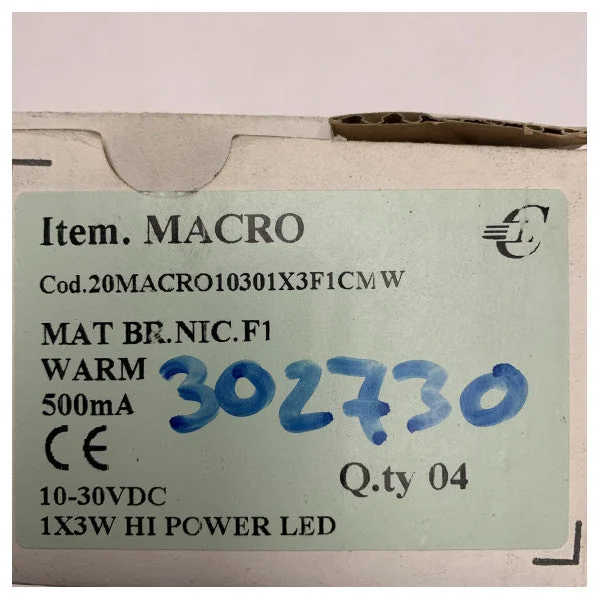 Item. MACRO
Cod.20MACRO10301X3F1CMW
MAT BR.NIC.F1
WARM
302730
500mA
CE
Q.ty 04
10-30VDC
1X3W HI POWER LED